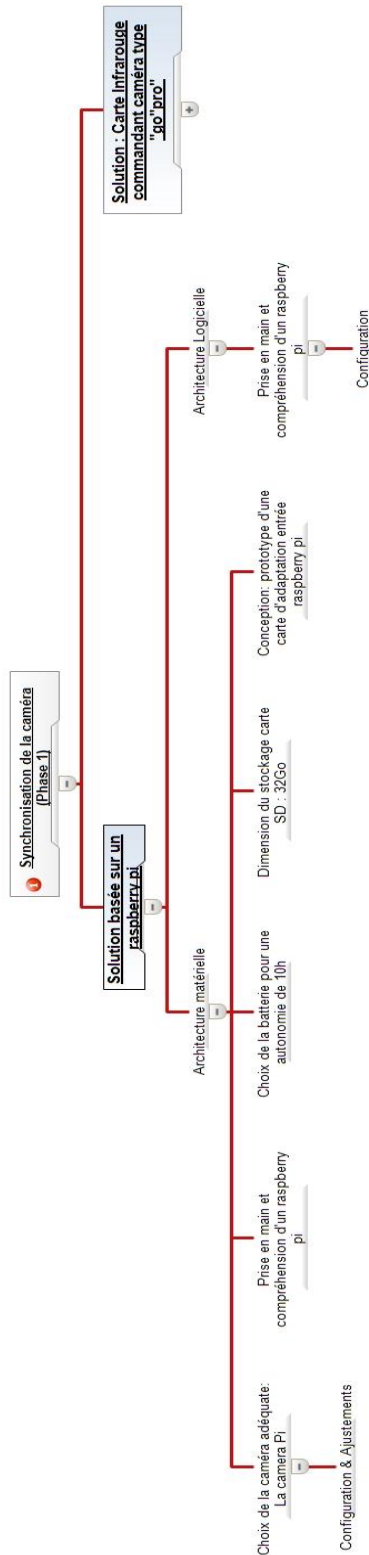 Synchronisation de la caméra
(Phase 1)
Solution basée sur un
raspberry pi
Solution : Carte Infrarouge
commandant caméra type
"go"pro"
Architecture matérielle
Architecture Logicielle
Choix de la caméra adéquate:
La camera Pi
Prise en main et
compréhension d'un raspberry
pi
Choix de la batterie pour une
autonomie de 10h
Dimension du stockage carte
SD : 32Go
Conception: prototype d'une
carte d'adaptation entrée
raspberry pi
Prise en main et
compréhension d'un raspberry
pi
Configuration & Ajustements
Configuration